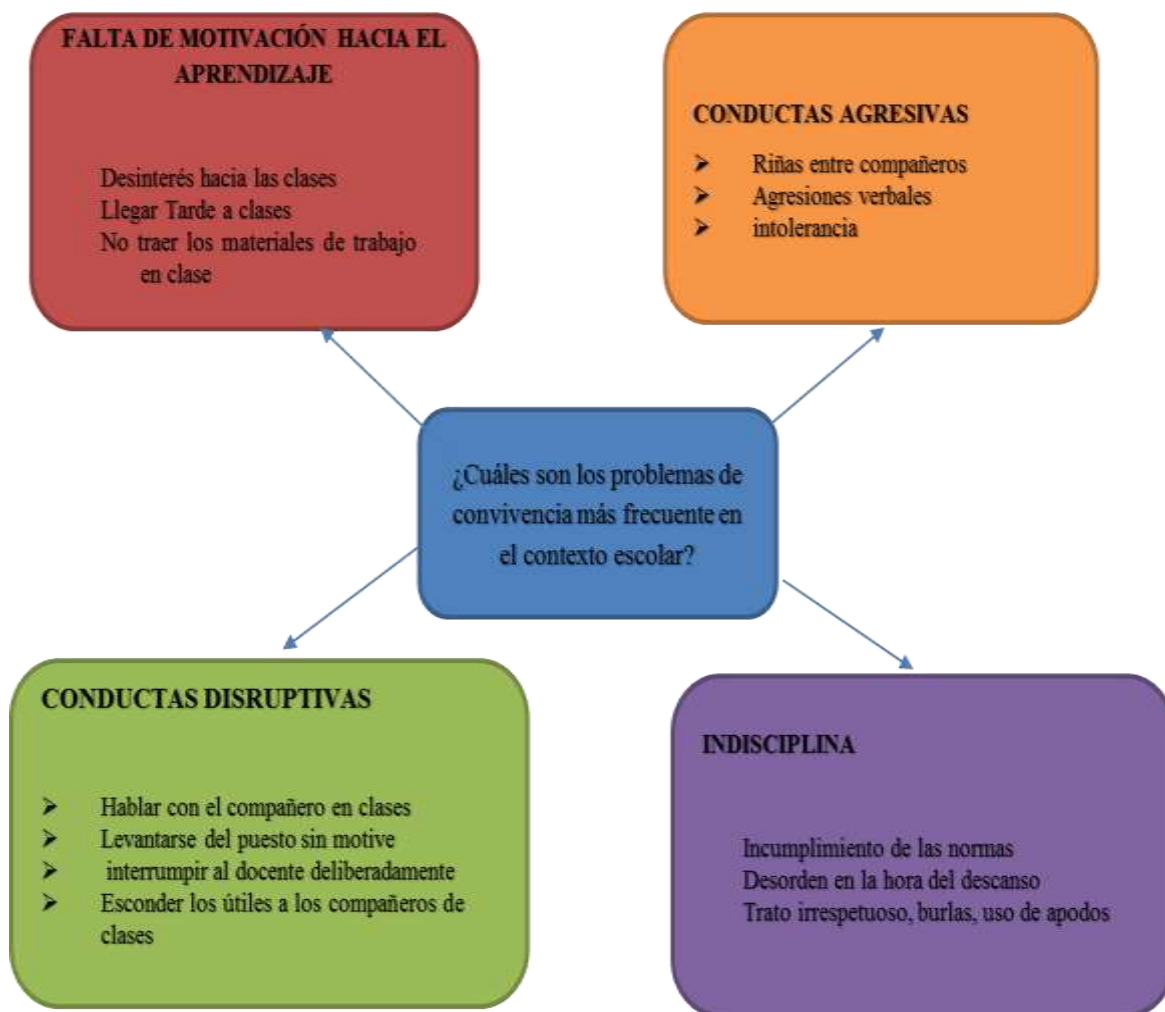 FALTA DE MOTIVACIÓN HACIA EL
APRENDIZAJE
Desinterés hacia las clases
Llegar Tarde a clases
No traer los materiales de trabajo
en clase
CONDUCTAS AGRESIVAS
➤ Riñas entre compañeros
➤ Agresiones verbales
➤ intolerancia
¿Cuáles son los problemas de
convivencia más frecuente en
el contexto escolar?
CONDUCTAS DISRUPTIVAS
➤ Hablar con el compañero en clases
➤ Levantarse del puesto sin motive
➤ interrumpir al docente deliberadamente
➤ Esconder los útiles a los compañeros de
clases
INDISCIPLINA
Incumplimiento de las normas
Desorden en la hora del descanso
Trato irrespetuoso, burlas, uso de apodos